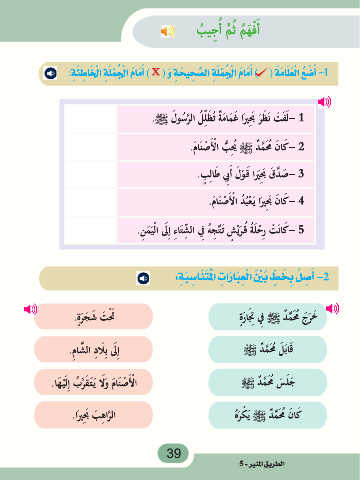 أَفْهَمُ ثُمَّ أُجِيبُ
1- أَضَعُ الْعَلَامَةَ ( ✓ ) أَمَامَ الْجُمْلَةِ الصَّحِيحَةِ وَ ( X ) أَمَامَ الْجُمْلَةِ الْخَاطِئَةِ:
1 -لَفَتَ نَظَرَ بَحِيرَا غَمَامَةٌ تُظَلِّلُ الرَّسُولَ ﷺ.
2 -كَانَ مُحَمَّدٌ ﷺ يُحِبُّ الْأَصْنَامَ.
3 -صَدَّقَ بَحِيرَا قَوْلَ أَبِي طَالِبٍ.
4 -كَانَ بَحِيرَا يَعْبُدُ الْأَصْنَامَ.
5 -كَانَتْ رِحْلَةُ قُرَيْشٍ تَتَّجِهُ فِي الشِّتَاءِ إِلَى الْيَمَنِ.
2- أَصِلُ بِخَطٍّ بَيْنَ الْعِبَارَاتِ الْمُتَنَاسِبَةِ:
خَرَجَ مُحَمَّدٌ ﷺ فِي تِجَارَةٍ
تَحْتَ شَجَرَةٍ.
قَابَلَ مُحَمَّدٌ ﷺ
إِلَى بِلَادِ الشَّامِ.
جَلَسَ مُحَمَّدٌ ﷺ
الْأَصْنَامَ وَلَا يَتَقَرَّبُ إِلَيْهَا.
كَانَ مُحَمَّدٌ ﷺ يَكْرَهُ
الرَّاهِبَ بَحِيرَا.
39
الطريق المنير - 5